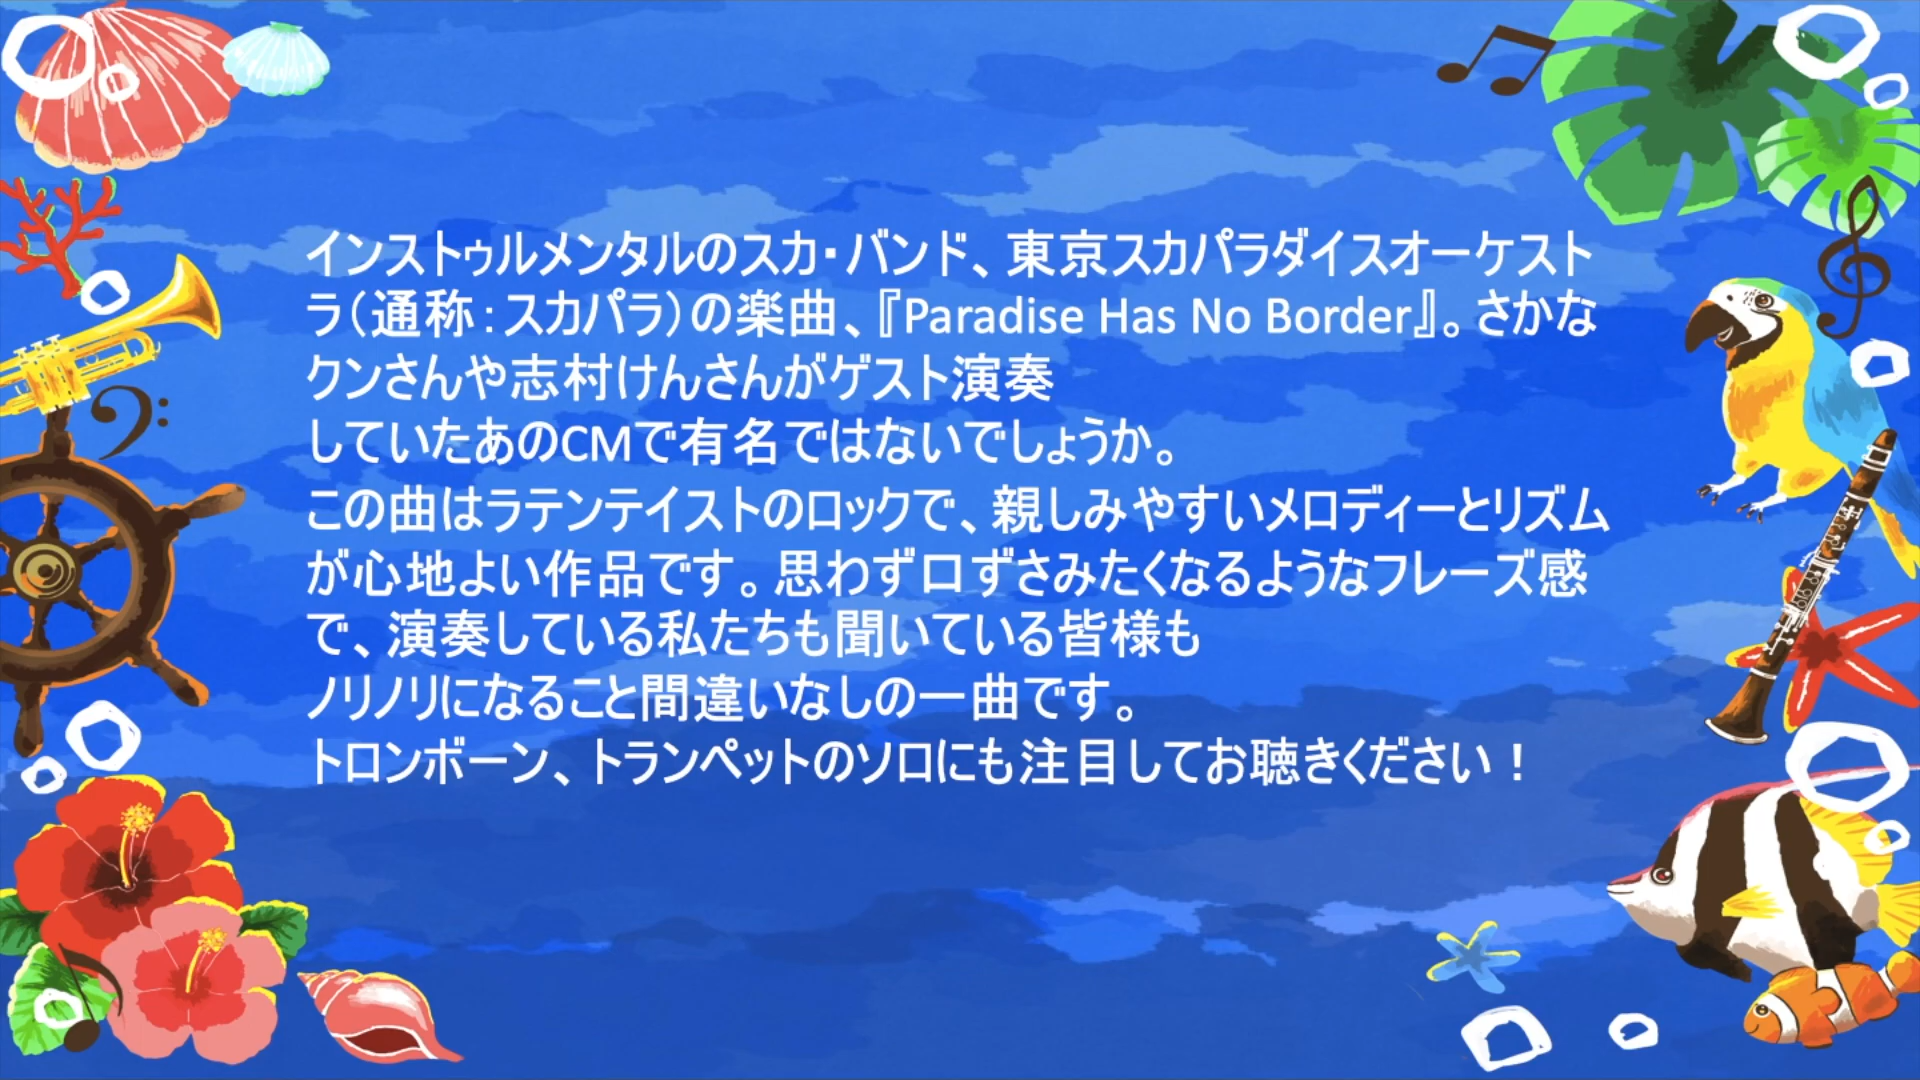 インストゥルメンタルのスカ・バンド、東京スカパラダイスオーケスト
ラ（通称：スカパラ）の楽曲、『Paradise Has No Border』。さかな
クンさんや志村けんさんがゲスト演奏
していたあのCMで有名ではないでしょうか。
この曲はラテンテイストのロックで、親しみやすいメロディーとリズム
が心地よい作品です。思わず口ずさみたくなるようなフレーズ感
で、演奏している私たちも聞いている皆様も
ノリノリになること間違いなしの一曲です。
トロンボーン、トランペットのソロにも注目してお聴きください！